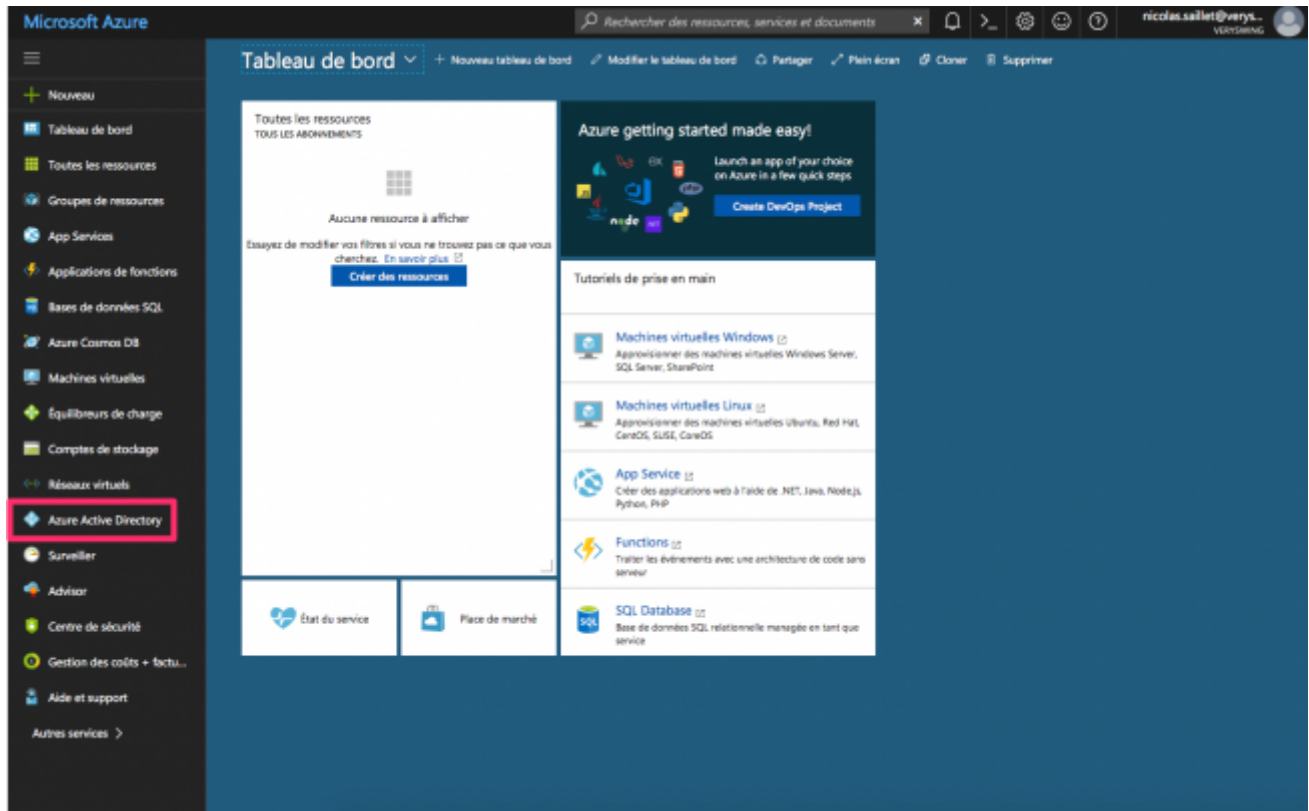 Microsoft Azure
Rechercher des ressources, services et documents
nicolas.saillet@verys...
VERYSWING
Tableau de bord
Nouveau tableau de bord
Modifier le tableau de bord
Partager
Plein écran
Cloner
Supprimer
Nouveau
Tableau de bord
Toutes les ressources
Groupes de ressources
App Services
Applications de fonctions
Bases de données SQL
Azure Cosmos DB
Machines virtuelles
Équilibreurs de charge
Comptes de stockage
Réseaux virtuels
Azure Active Directory
Surveiller
Advisor
Centre de sécurité
Gestion des coûts + factu...
Aide et support
Autres services >
Toutes les ressources
TOUS LES ABONNEMENTS
Aucune ressource à afficher
Essayez de modifier vos filtres si vous ne trouvez pas ce que vous
cherchez. En savoir plus
Créer des ressources
État du service
Place de marché
Azure getting started made easy!
Launch an app of your choice
on Azure in a few quick steps
Create DevOps Project
JS
ex
php
node
.NET
Tutoriels de prise en main
Machines virtuelles Windows
Approvisionner des machines virtuelles Windows Server,
SQL Server, SharePoint
Machines virtuelles Linux
Approvisionner des machines virtuelles Ubuntu, Red Hat,
CentOS, SUSE, CoreOS
App Service
Créer des applications web à l'aide de .NET, Java, Node.js,
Python, PHP
Functions
Traiter les événements avec une architecture de code sans
serveur
SQL
SQL Database
Base de données SQL relationnelle managée en tant que
service